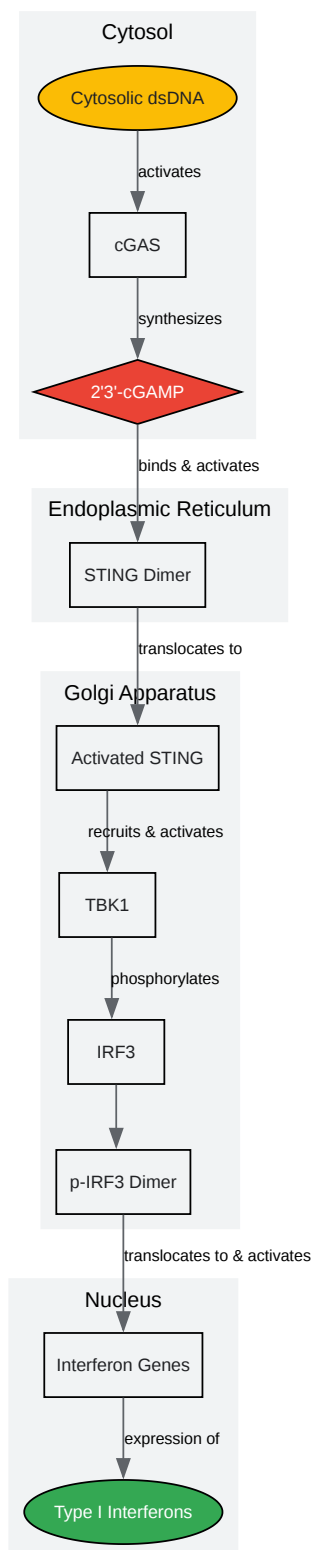 Cytosol
Cytosolic dsDNA
activates
cGAS
synthesizes
2'3'-cGAMP
binds & activates
Endoplasmic Reticulum
STING Dimer
translocates to
Golgi Apparatus
Activated STING
recruits & activates
TBK1
phosphorylates
IRF3
p-IRF3 Dimer
translocates to & activates
Nucleus
Interferon Genes
expression of
Type I Interferons